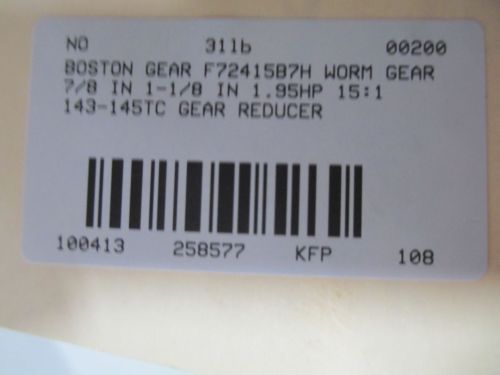 NO 31lb 00200
BOSTON GEAR F72415B7H WORM GEAR
7/8 IN 1-1/8 IN 1.95HP 15:1
143-145TC GEAR REDUCER
100413 258577 KFP 108